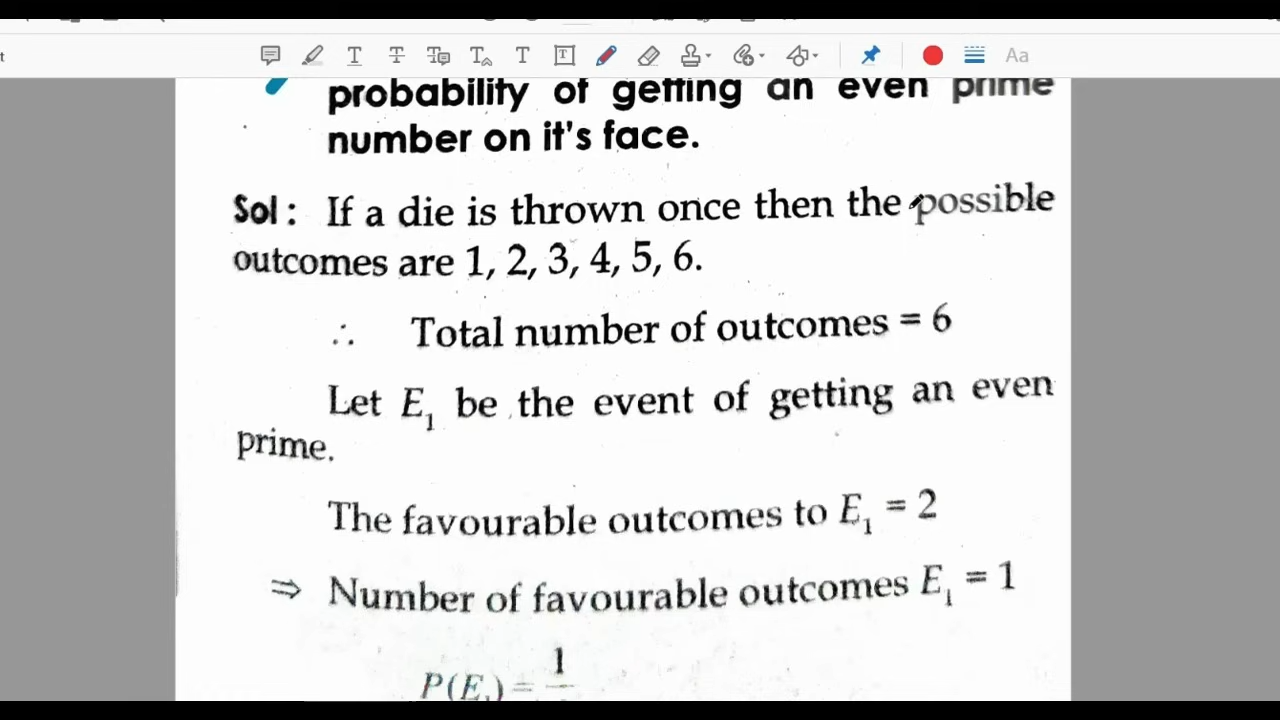 t
Aa
probability of getting an even prime
number on it's face.
Sol : If a die is thrown once then the possible
outcomes are 1, 2, 3, 4, 5, 6.
∴ Total number of outcomes = 6
Let E₁ be the event of getting an even
prime.
The favourable outcomes to E₁ = 2
⇒ Number of favourable outcomes E₁ = 1
P(E₁) = 1